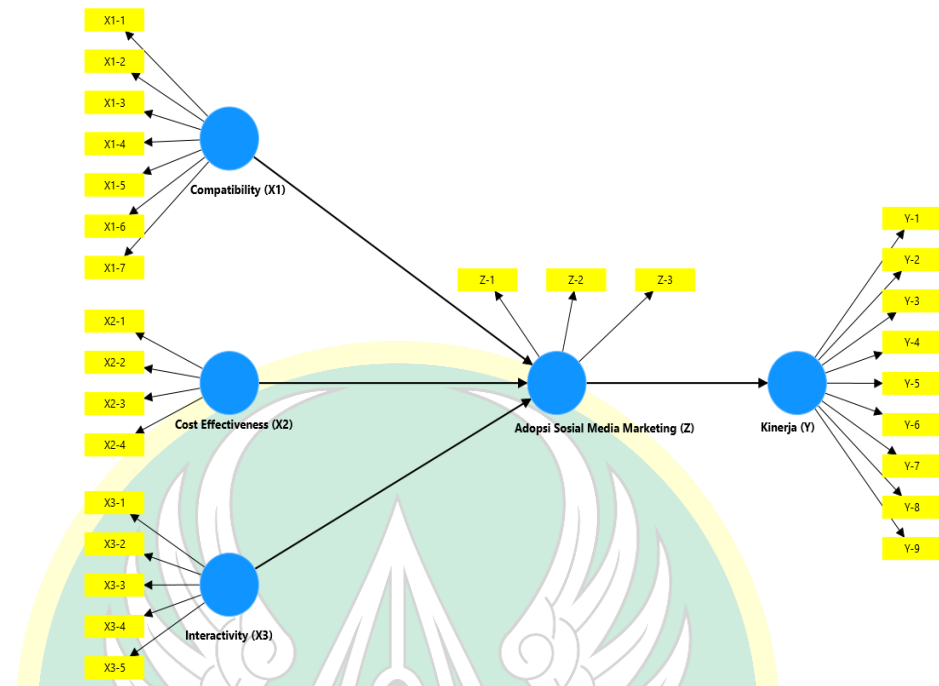 X1-1
X1-2
X1-3
X1-4
X1-5
X1-6
X1-7
Compatibility (X1)
X2-1
X2-2
X2-3
X2-4
Cost Effectiveness (X2)
X3-1
X3-2
X3-3
X3-4
X3-5
Interactivity (X3)
Z-1
Z-2
Z-3
Adopsi Sosial Media Marketing (Z)
Y-1
Y-2
Y-3
Y-4
Y-5
Y-6
Y-7
Y-8
Y-9
Kinerja (Y)